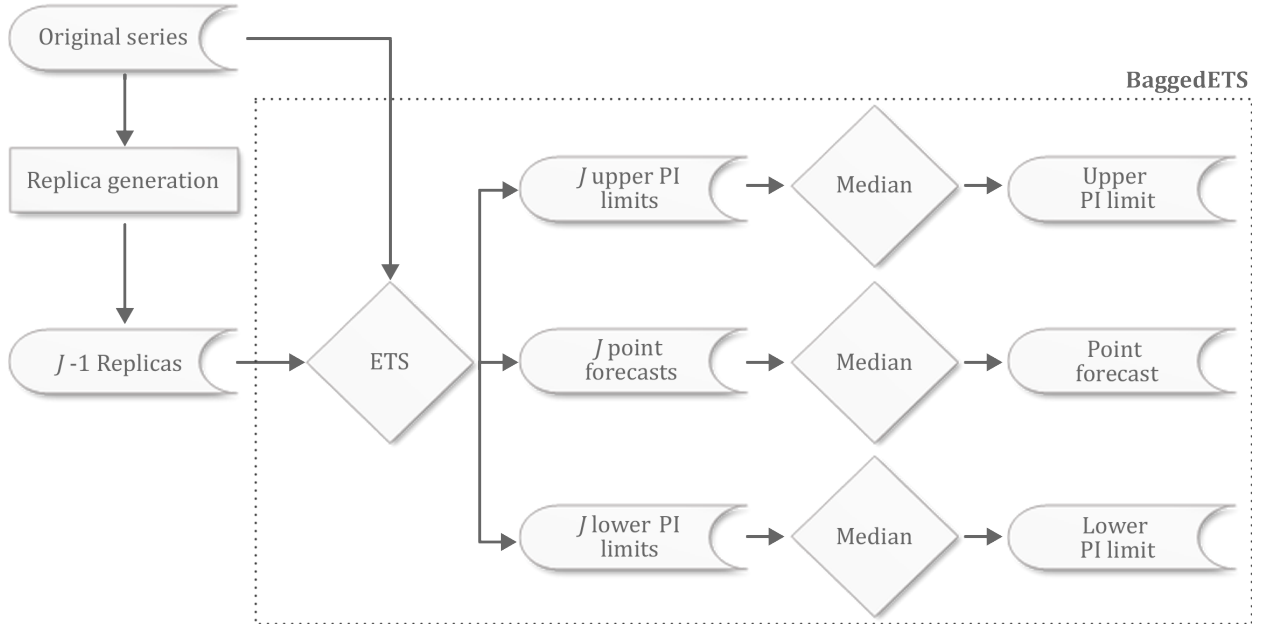 Original series
BaggedETS
Replica generation
J upper PI
limits
Median
Upper
PI limit
J -1 Replicas
ETS
J point
forecasts
Median
Point
forecast
J lower PI
limits
Median
Lower
PI limit